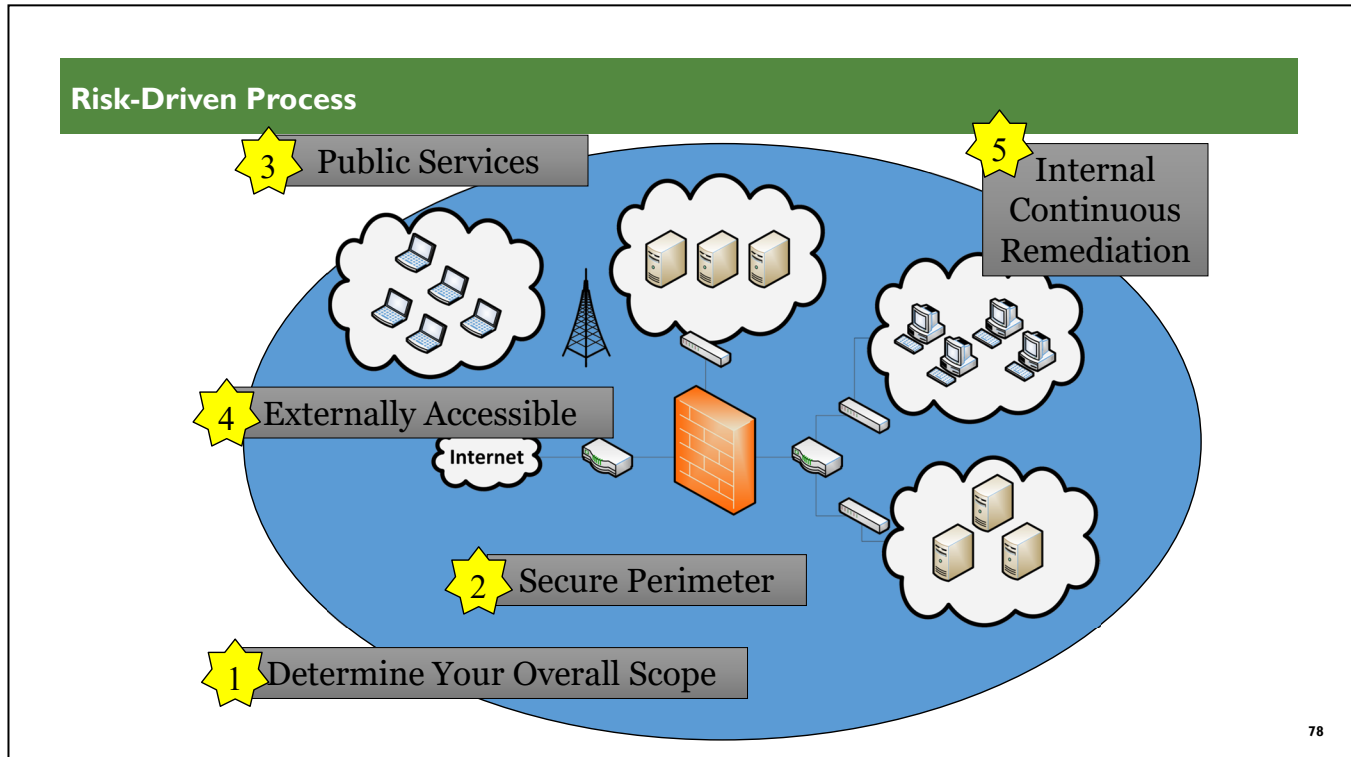 Risk-Driven Process
3 Public Services
5 Internal
Continuous
Remediation
4 Externally Accessible
Internet
2 Secure Perimeter
1 Determine Your Overall Scope
78